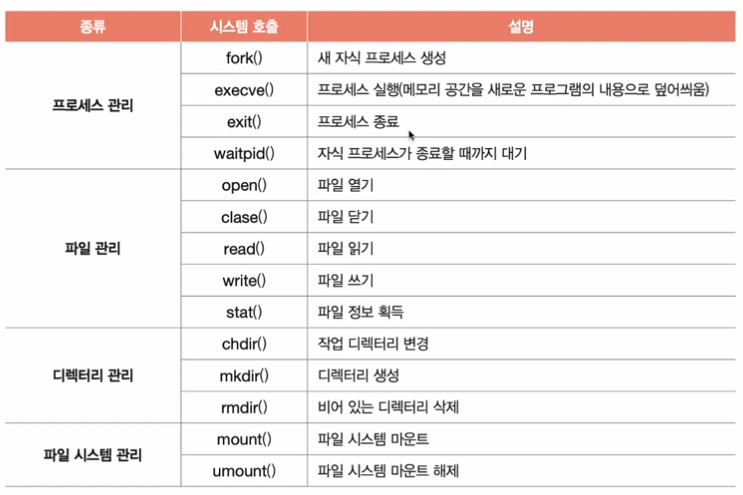 종류 시스템 호출 설명
프로세스 관리
fork() 새 자식 프로세스 생성
execve() 프로세스 실행(메모리 공간을 새로운 프로그램의 내용으로 덮어씌움)
exit() 프로세스 종료
waitpid() 자식 프로세스가 종료할 때까지 대기
파일 관리
open() 파일 열기
clase() 파일 닫기
read() 파일 읽기
write() 파일 쓰기
stat() 파일 정보 획득
디렉터리 관리
chdir() 작업 디렉터리 변경
mkdir() 디렉터리 생성
rmdir() 비어 있는 디렉터리 삭제
파일 시스템 관리
mount() 파일 시스템 마운트
umount() 파일 시스템 마운트 해제